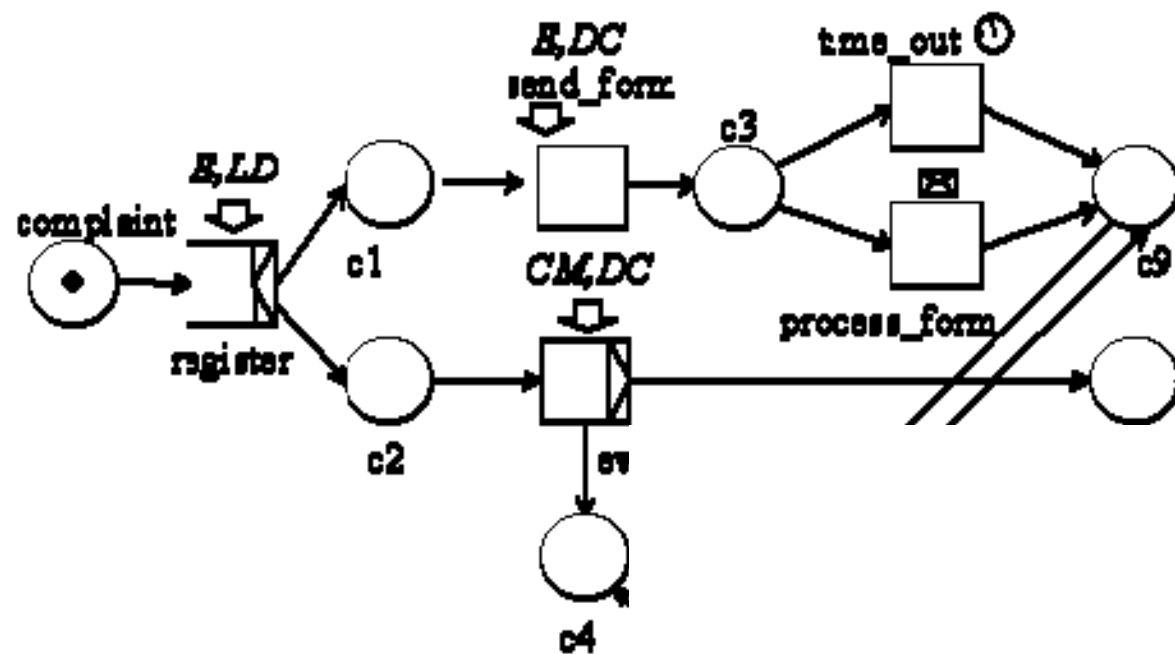 E,DC
send_form
time_out
c3
E,LD
complaint
c1
register
CM,DC
process_form
c9
c2
ev
c4